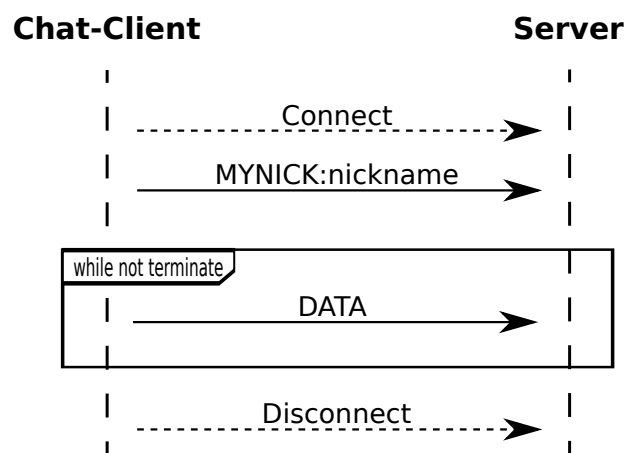 Chat-Client Server
Connect
MYNICK:nickname
while not terminate
DATA
Disconnect